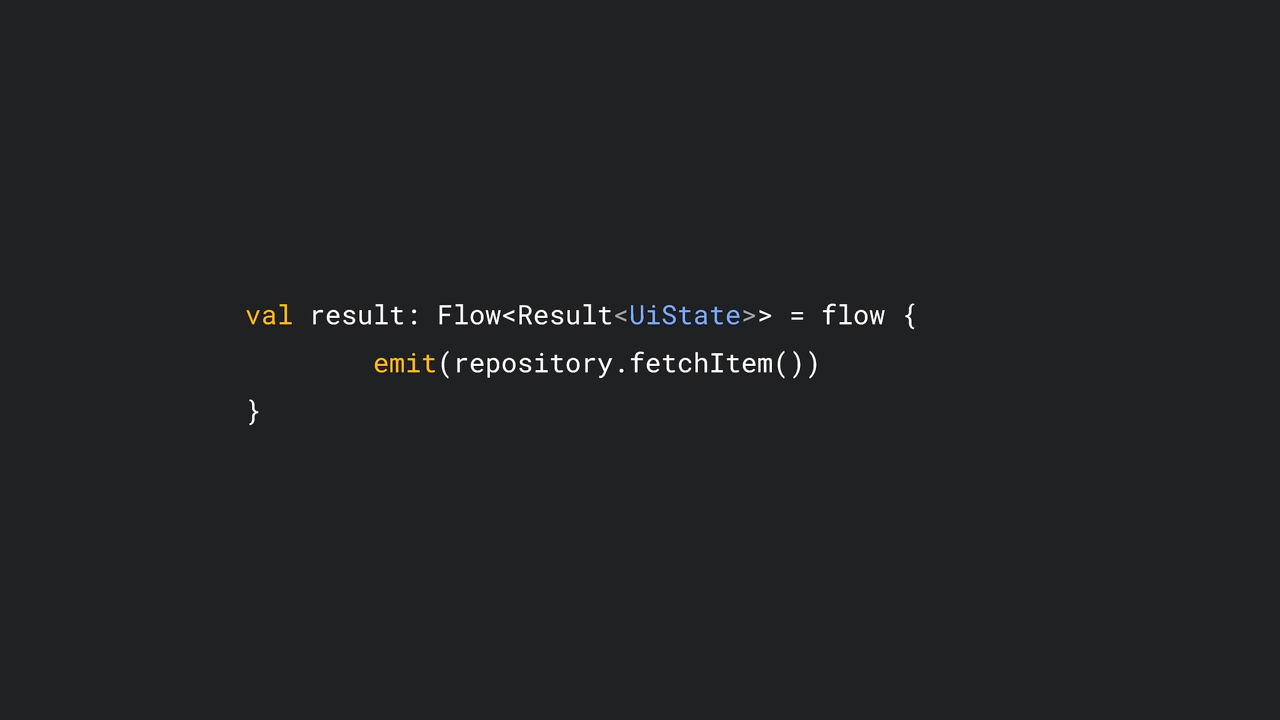 val result: Flow<Result<UiState>> = flow {
        emit(repository.fetchItem())
}